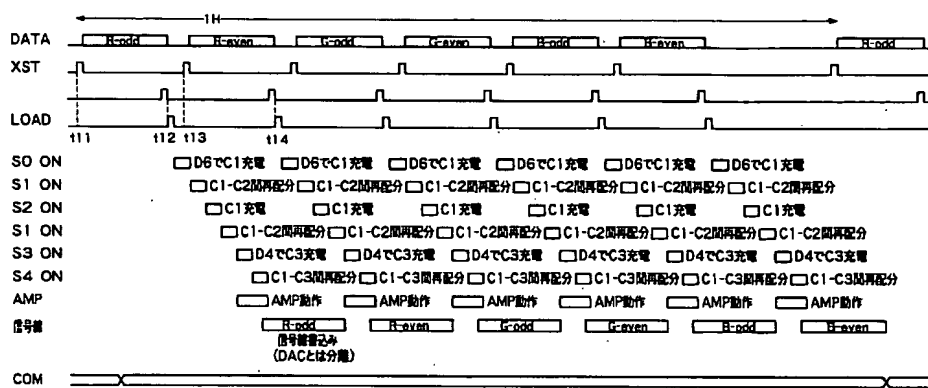 1H
DATA R-odd R-even G-odd G-even B-odd B-even R-odd
XST
LOAD
t11 t12 t13 t14
S0 ON D6でC1充電 D6でC1充電 D6でC1充電 D6でC1充電 D6でC1充電 D6でC1充電
S1 ON C1-C2間再配分 C1-C2間再配分 C1-C2間再配分 C1-C2間再配分 C1-C2間再配分 C1-C2間再配分
S2 ON C1充電 C1充電 C1充電 C1充電 C1充電 C1充電
S1 ON C1-C2間再配分 C1-C2間再配分 C1-C2間再配分 C1-C2間再配分 C1-C2間再配分 C1-C2間再配分
S3 ON D4でC3充電 D4でC3充電 D4でC3充電 D4でC3充電 D4でC3充電 D4でC3充電
S4 ON C1-C3間再配分 C1-C3間再配分 C1-C3間再配分 C1-C3間再配分 C1-C3間再配分 C1-C3間再配分
AMP AMP動作 AMP動作 AMP動作 AMP動作 AMP動作 AMP動作
信号線 R-odd R-even G-odd G-even B-odd B-even
信号線書込み
(DACとは分離)
COM